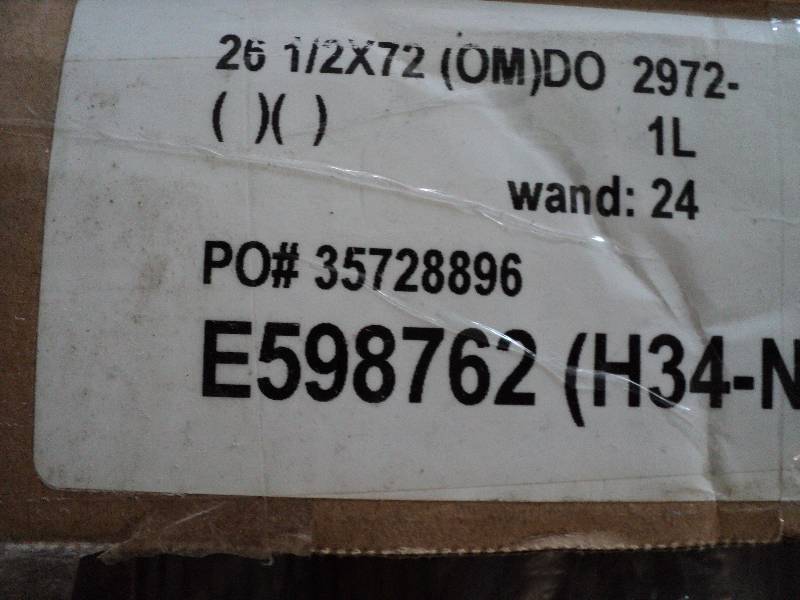 26 1/2X72 (OM)DO 2972-
( )( ) 1L
wand: 24
PO# 35728896
E598762 (H34-N